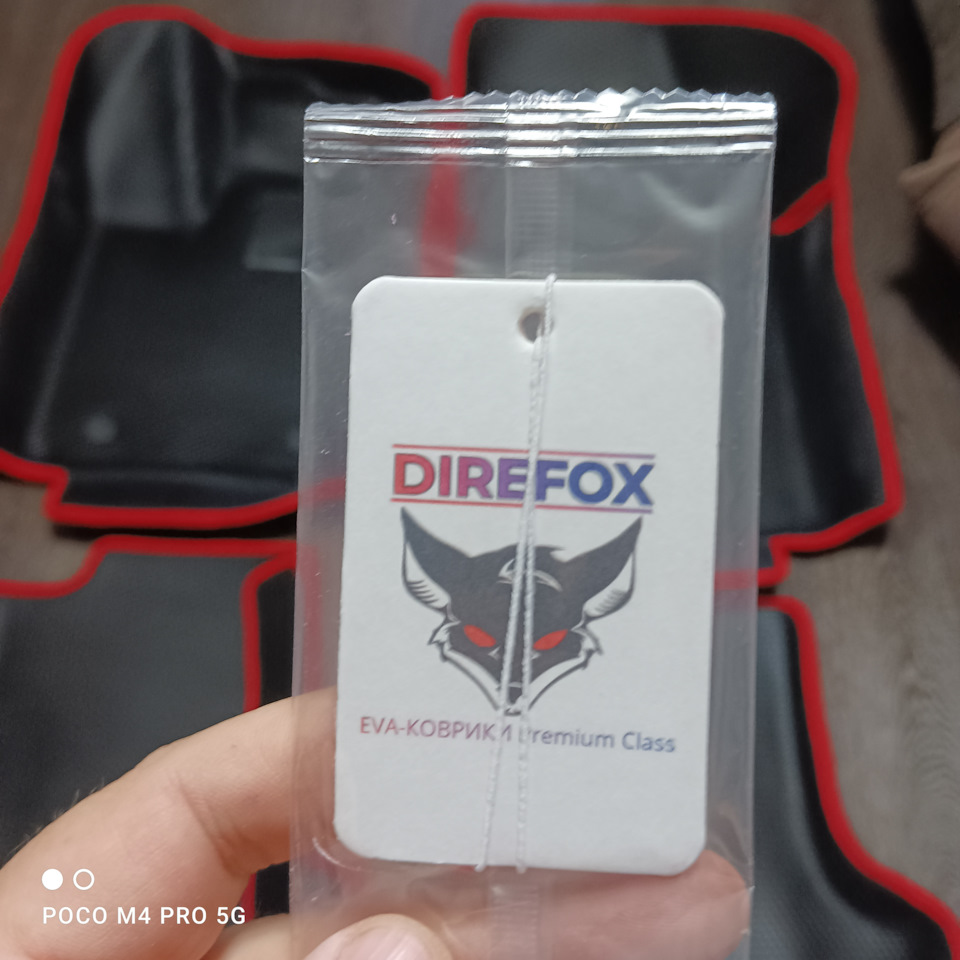 DIREFOX
EVA-КОВРИКИ Premium Class
POCO M4 PRO 5G